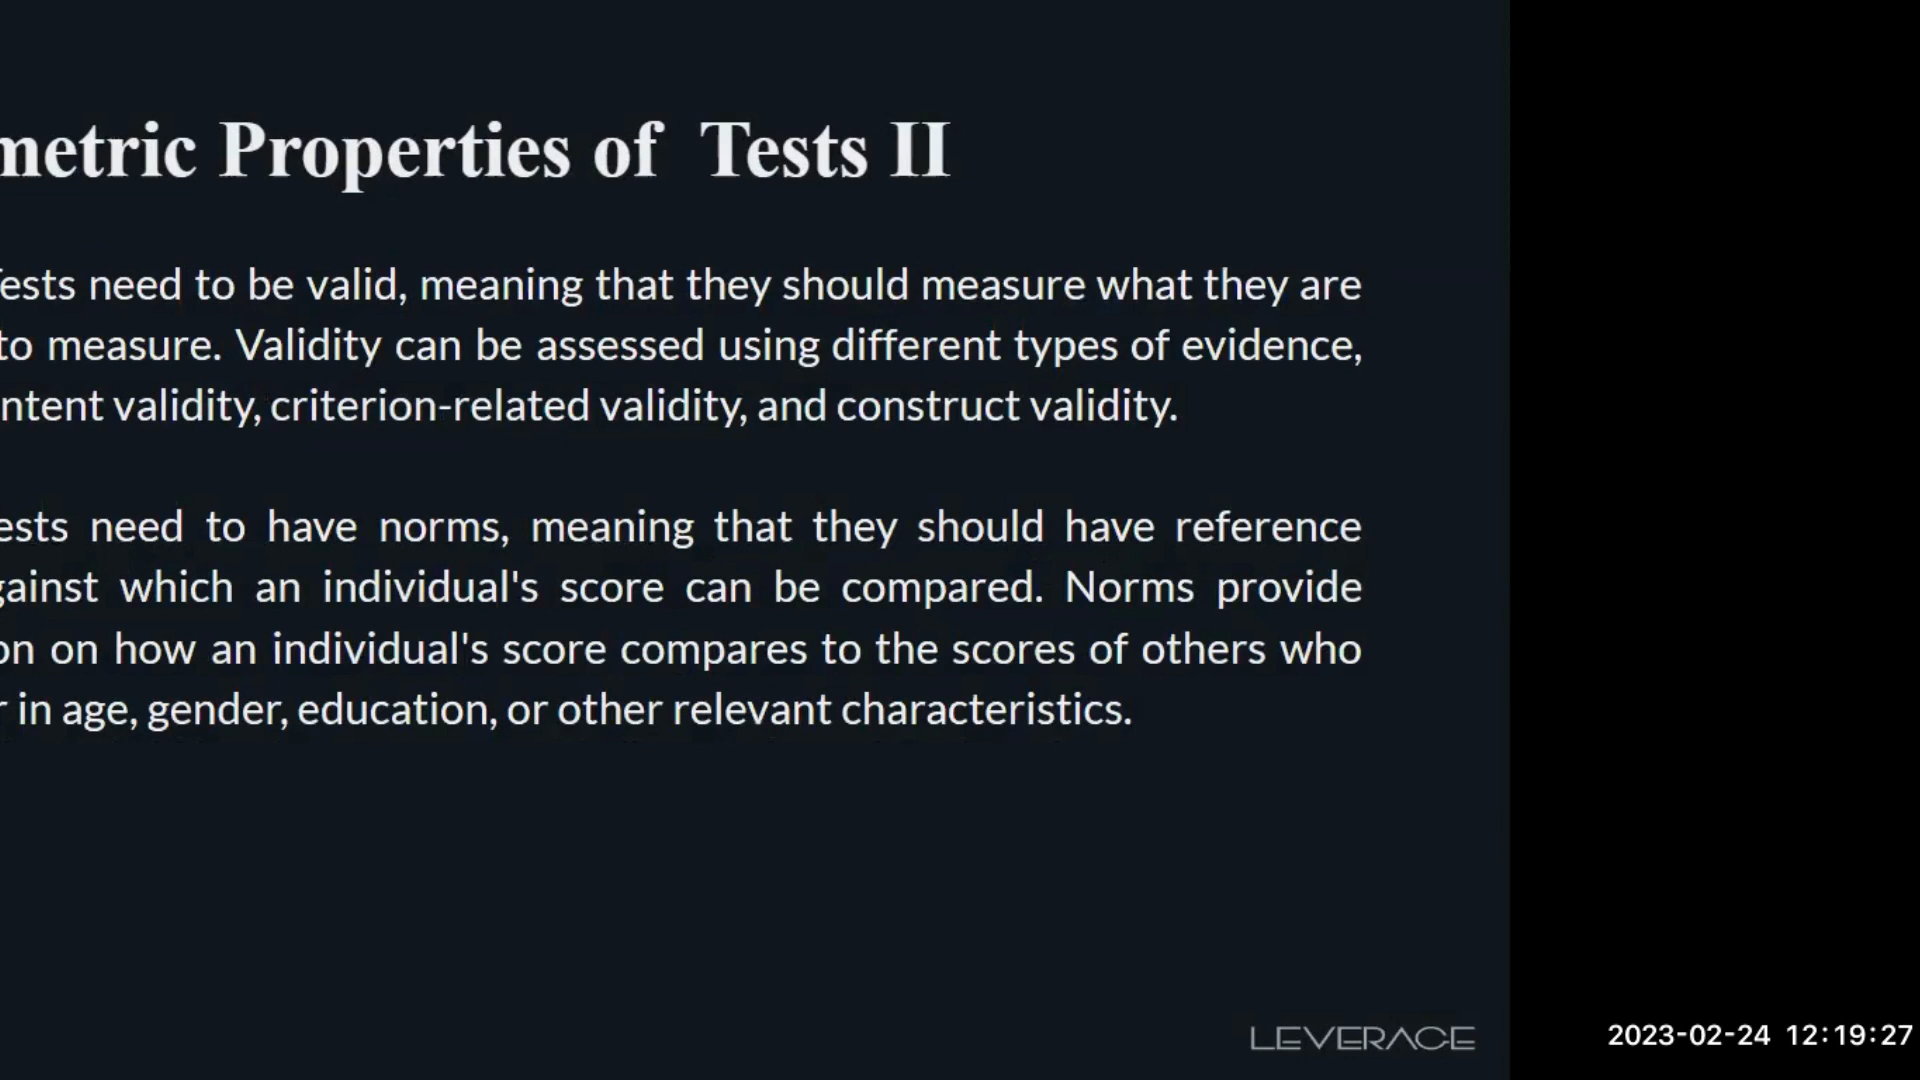 metric Properties of Tests II
ests need to be valid, meaning that they should measure what they are
to measure. Validity can be assessed using different types of evidence,
ntent validity, criterion-related validity, and construct validity.
ests need to have norms, meaning that they should have reference
gainst which an individual's score can be compared. Norms provide
on on how an individual's score compares to the scores of others who
r in age, gender, education, or other relevant characteristics.
LEVERAGE
2023-02-24 12:19:27